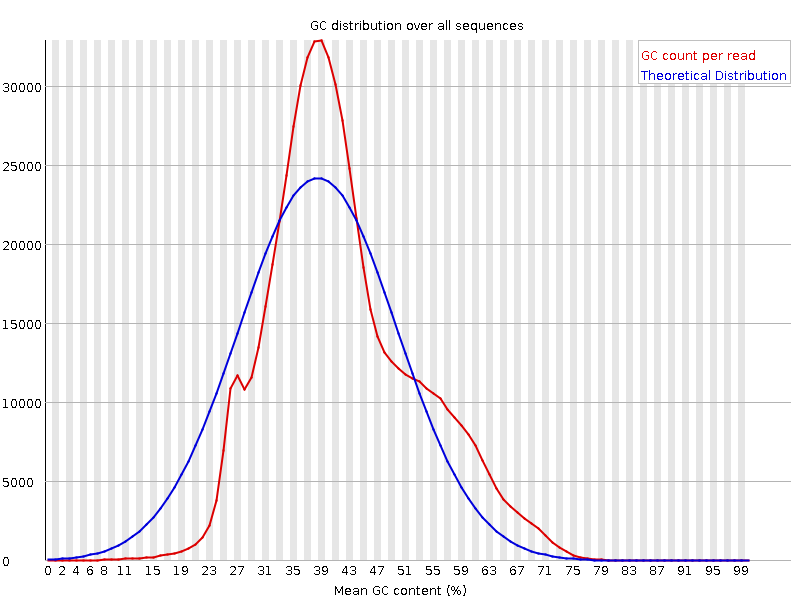 GC distribution over all sequences
GC count per read
Theoretical Distribution
30000
25000
20000
15000
10000
5000
0
0 2 4 6 8 11 15 19 23 27 31 35 39 43 47 51 55 59 63 67 71 75 79 83 87 91 95 99
Mean GC content (%)